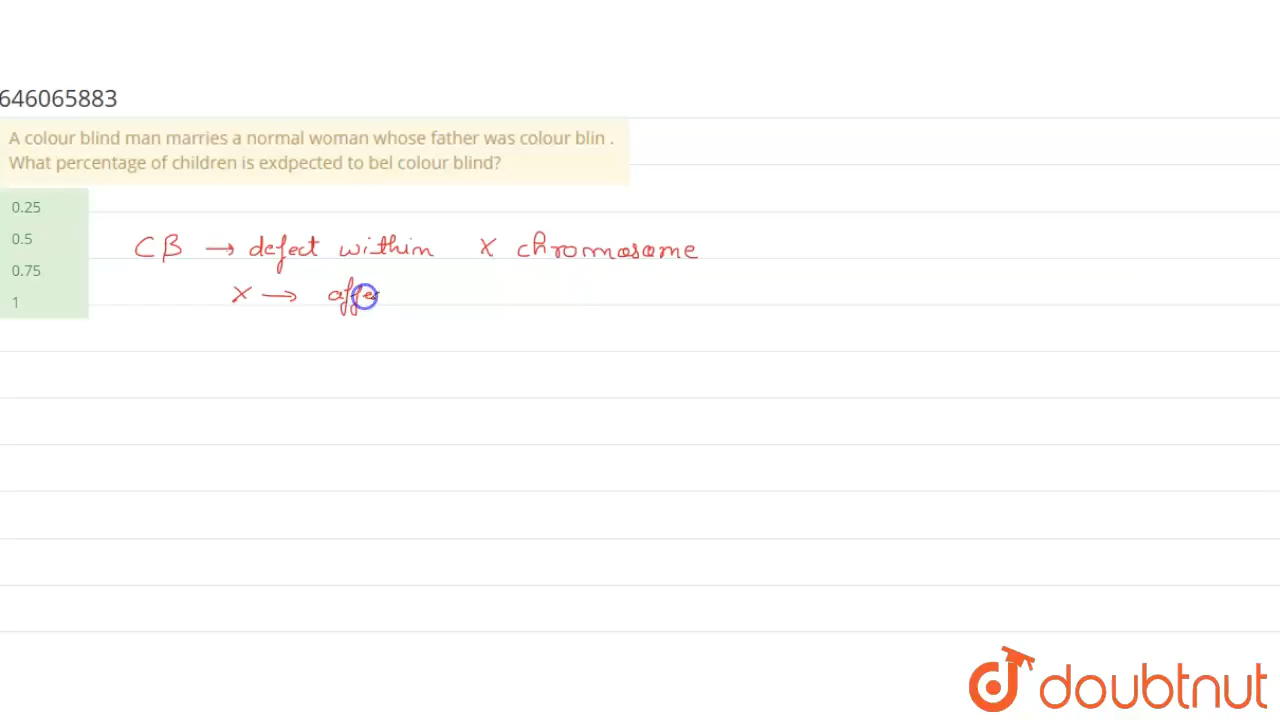 646065883
A colour blind man marries a normal woman whose father was colour blin .
What percentage of children is exdpected to bel colour blind?
0.25
0.5
0.75
1
CB → defect within X chromosome
X → affe
doubtnut